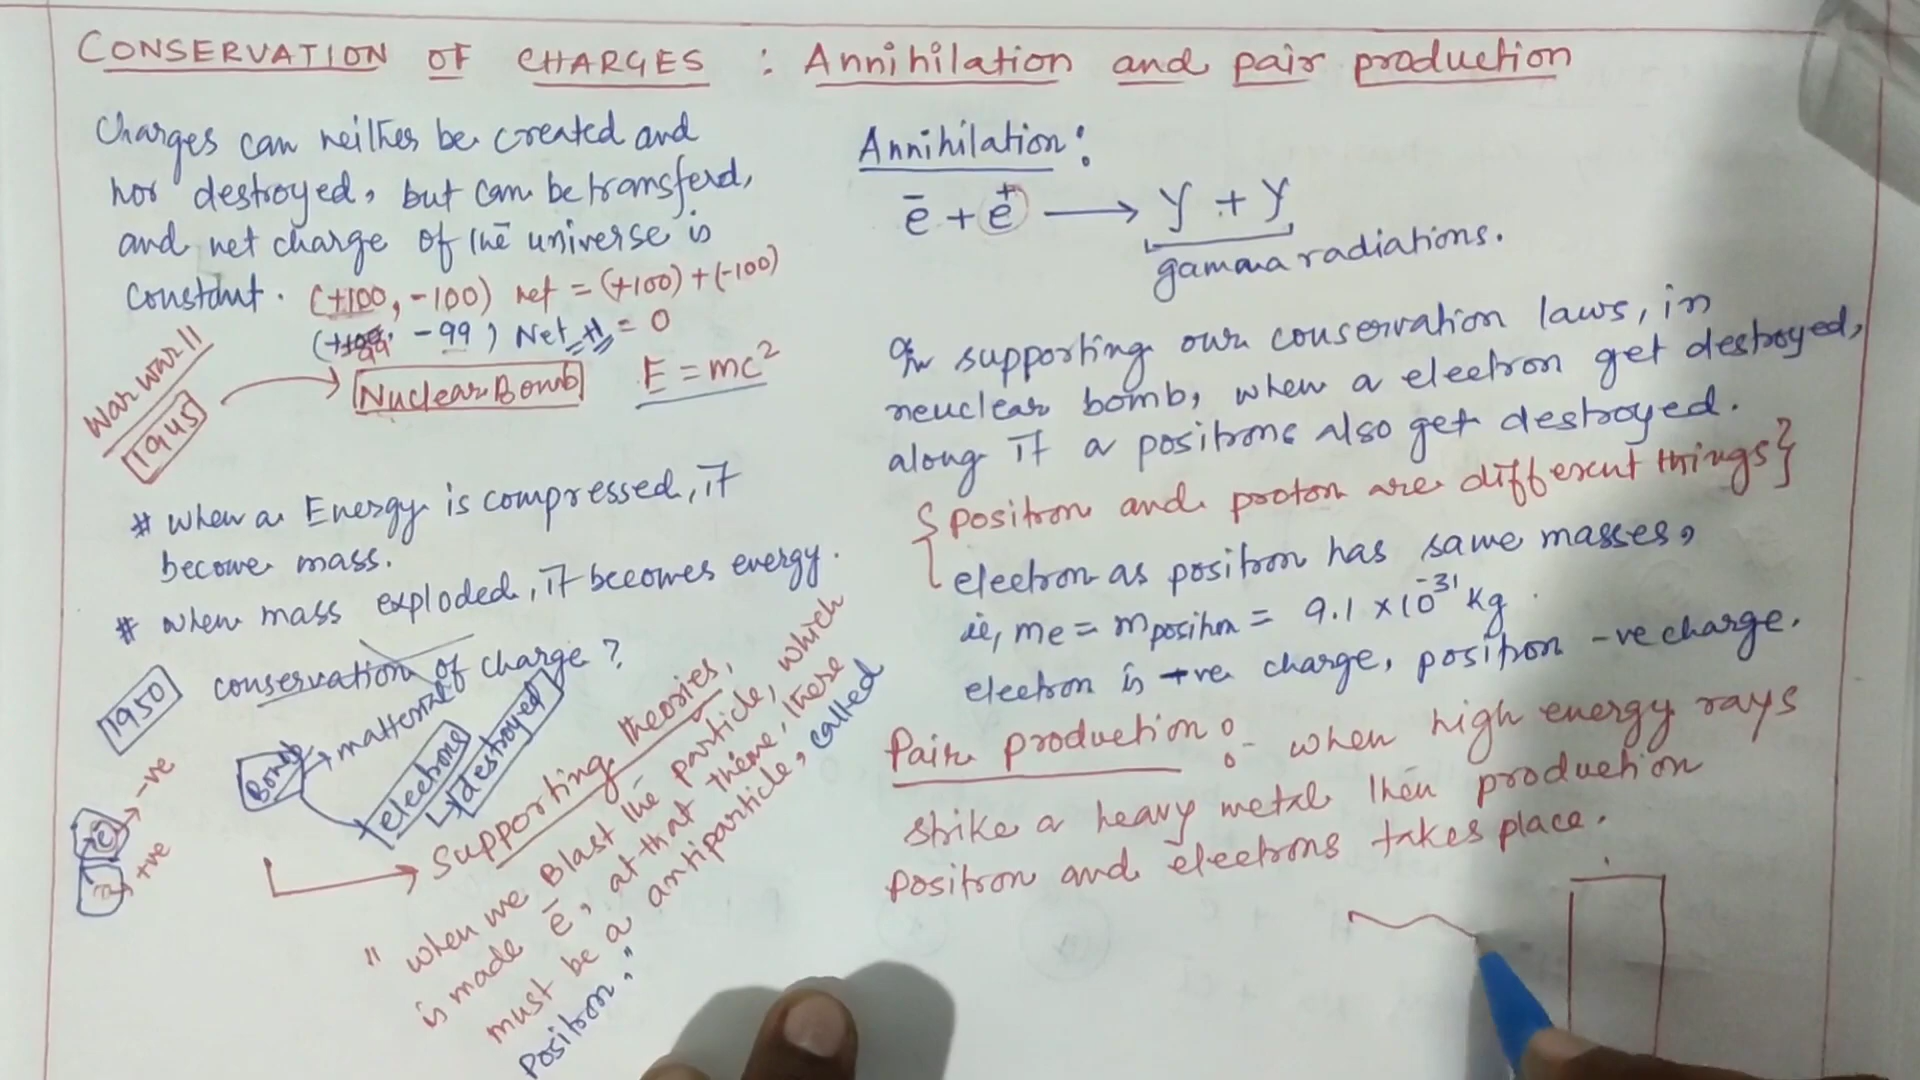 CONSERVATION OF CHARGES : Annihilation and pair production
Charges can neither be created and
nor destroyed, but can be transferd,
and net charge of the universe is
constant. (+100, -100) net = (+100) + (-100)
-99) Net = 0
War war II
1945
Nuclear Bomb
E = mc²
# when a Energy is compressed, it
become mass.
# when mass exploded, it becomes energy.
1950
conservation of charge ?
Bomb
electrons
destroyed
-ve
+ve
Supporting theories,
" when we Blast the particle, which
is made e⁻, at that theme, there
must be a antiparticle, called
Positron."
Annihilation :
e⁻ + e⁺ ⟶ γ + γ
gamma radiations.
In supporting our conservation laws, in
neuclear bomb, when a electron get destroyed,
along it a positrons also get destroyed.
{ positron and proton are different things }
electron as positron has same masses,
ie, me = mpositron = 9.1 × 10⁻³¹ Kg.
electron is +ve charge, positron -ve charge.
Pair production :- when high energy rays
strike a heavy metal then production
positron and electrons takes place.